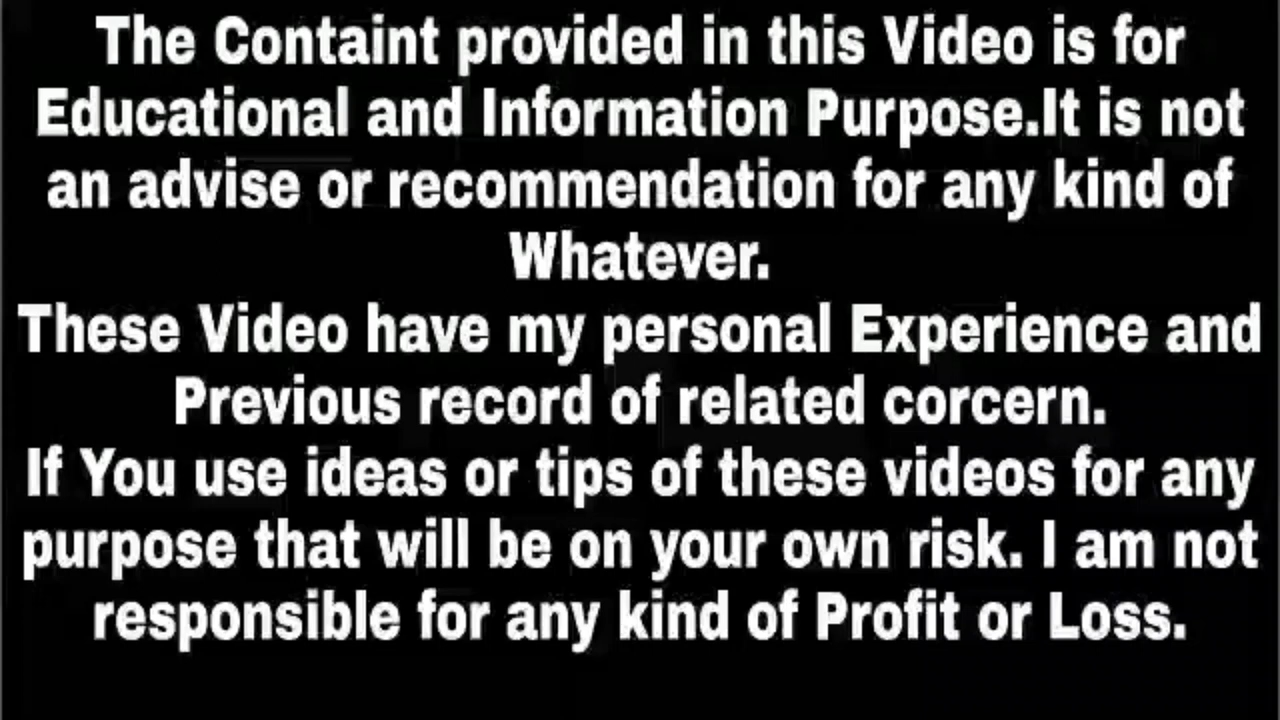 The Containt provided in this Video is for
Educational and Information Purpose.It is not
an advise or recommendation for any kind of
Whatever.
These Video have my personal Experience and
Previous record of related corcern.
If You use ideas or tips of these videos for any
purpose that will be on your own risk. I am not
responsible for any kind of Profit or Loss.